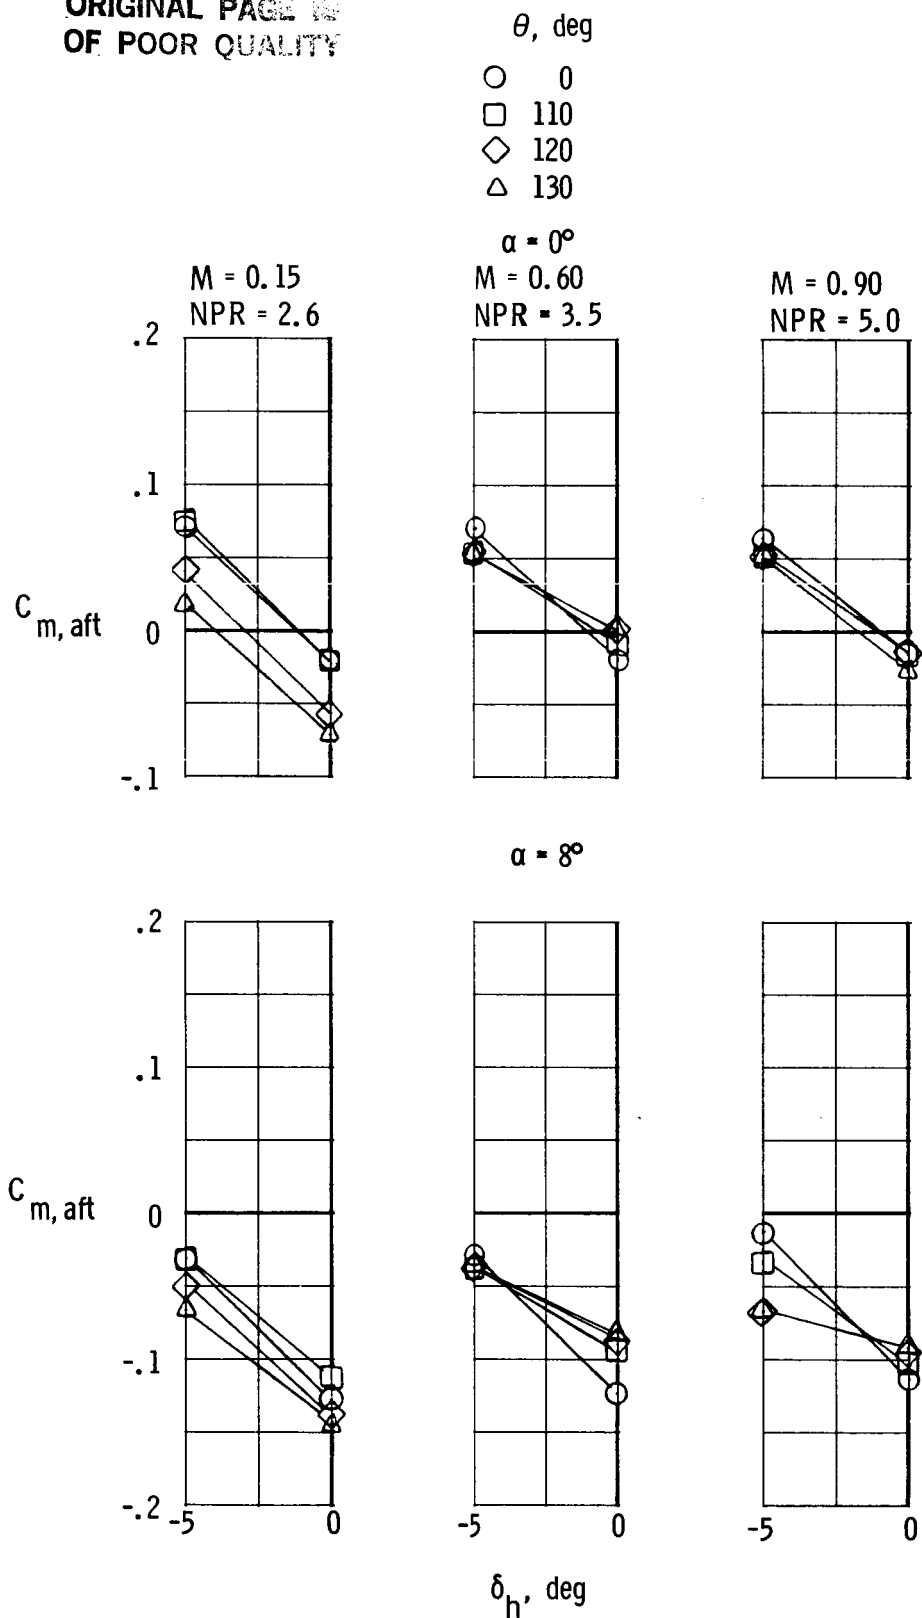 ORIGINAL PAGE IS
OF POOR QUALITY
θ, deg
0
110
120
130
α = 0°
M = 0.15
NPR = 2.6
M = 0.60
NPR = 3.5
M = 0.90
NPR = 5.0
.2
.1
C m, aft
0
-.1
α = 8°
.2
.1
C m, aft
0
-.1
-.2
-5 0 -5 0 -5 0
δh, deg